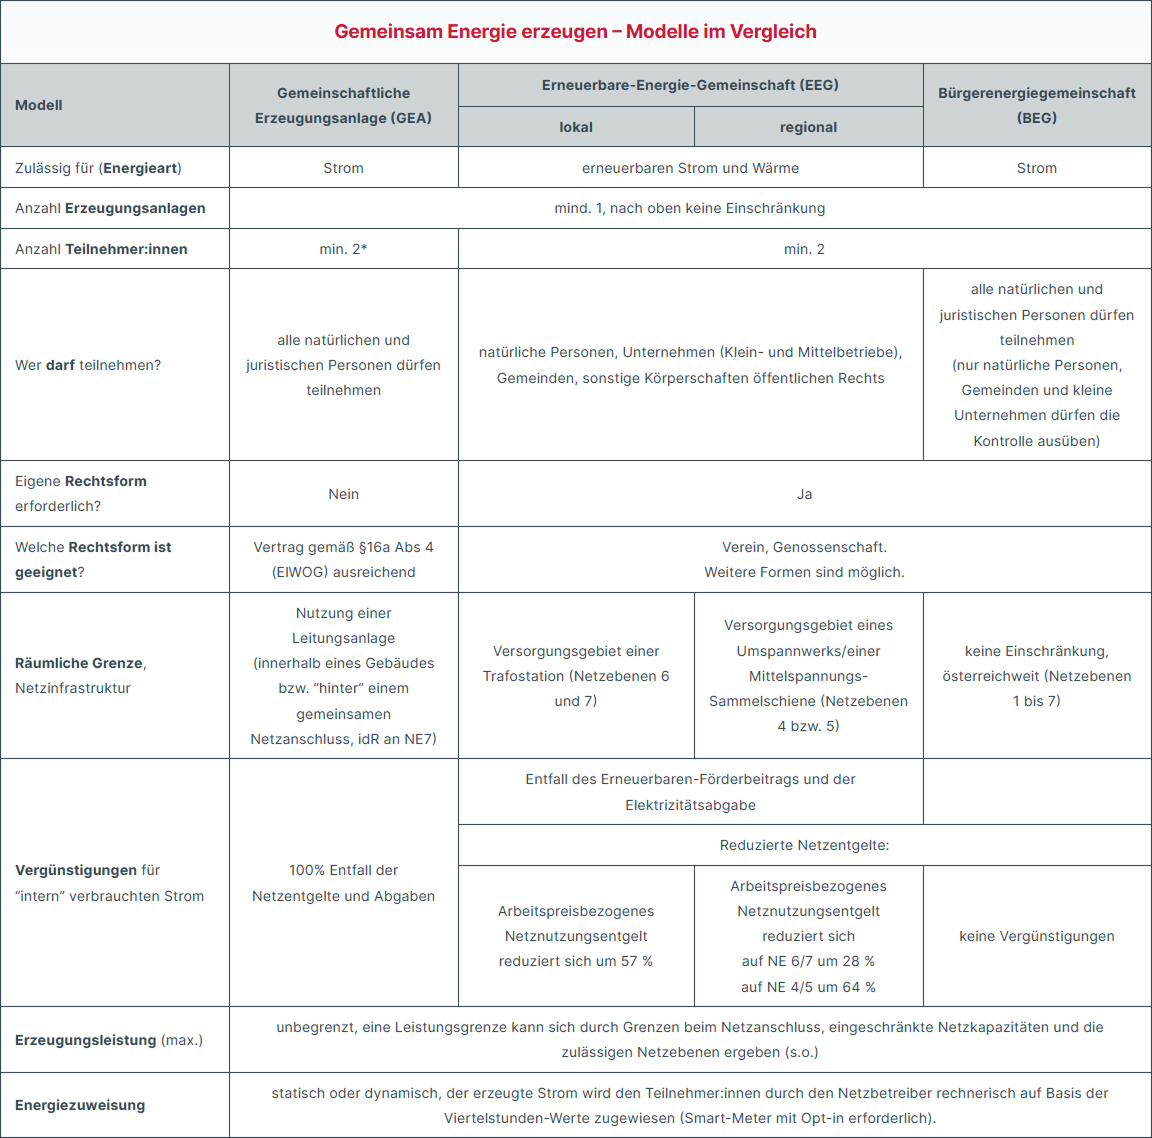 Gemeinsam Energie erzeugen – Modelle im Vergleich
Modell
Gemeinschaftliche
Erzeugungsanlage (GEA)
Erneuerbare-Energie-Gemeinschaft (EEG)
Bürgerenergiegemeinschaft
(BEG)
lokal
regional
Zulässig für (Energieart)
Strom
erneuerbaren Strom und Wärme
Strom
Anzahl Erzeugungsanlagen
mind. 1, nach oben keine Einschränkung
Anzahl Teilnehmer:innen
min. 2*
min. 2
Wer darf teilnehmen?
alle natürlichen und
juristischen Personen dürfen
teilnehmen
natürliche Personen, Unternehmen (Klein- und Mittelbetriebe),
Gemeinden, sonstige Körperschaften öffentlichen Rechts
alle natürlichen und
juristischen Personen dürfen
teilnehmen
(nur natürliche Personen,
Gemeinden und kleine
Unternehmen dürfen die
Kontrolle ausüben)
Eigene Rechtsform
erforderlich?
Nein
Ja
Welche Rechtsform ist
geeignet?
Vertrag gemäß §16a Abs 4
(ElWOG) ausreichend
Verein, Genossenschaft.
Weitere Formen sind möglich.
Räumliche Grenze,
Netzinfrastruktur
Nutzung einer
Leitungsanlage
(innerhalb eines Gebäudes
bzw. “hinter” einem
gemeinsamen
Netzanschluss, idR an NE7)
Versorgungsgebiet einer
Trafostation (Netzebenen 6
und 7)
Versorgungsgebiet eines
Umspannwerks/einer
Mittelspannungs-
Sammelschiene (Netzebenen
4 bzw. 5)
keine Einschränkung,
österreichweit (Netzebenen
1 bis 7)
Vergünstigungen für
“intern” verbrauchten Strom
100% Entfall der
Netzentgelte und Abgaben
Entfall des Erneuerbaren-Förderbeitrags und der
Elektrizitätsabgabe
Reduzierte Netzentgelte:
Arbeitspreisbezogenes
Netznutzungsentgelt
reduziert sich um 57 %
Arbeitspreisbezogenes
Netznutzungsentgelt
reduziert sich
auf NE 6/7 um 28 %
auf NE 4/5 um 64 %
keine Vergünstigungen
Erzeugungsleistung (max.)
unbegrenzt, eine Leistungsgrenze kann sich durch Grenzen beim Netzanschluss, eingeschränkte Netzkapazitäten und die
zulässigen Netzebenen ergeben (s.o.)
Energiezuweisung
statisch oder dynamisch, der erzeugte Strom wird den Teilnehmer:innen durch den Netzbetreiber rechnerisch auf Basis der
Viertelstunden-Werte zugewiesen (Smart-Meter mit Opt-in erforderlich).